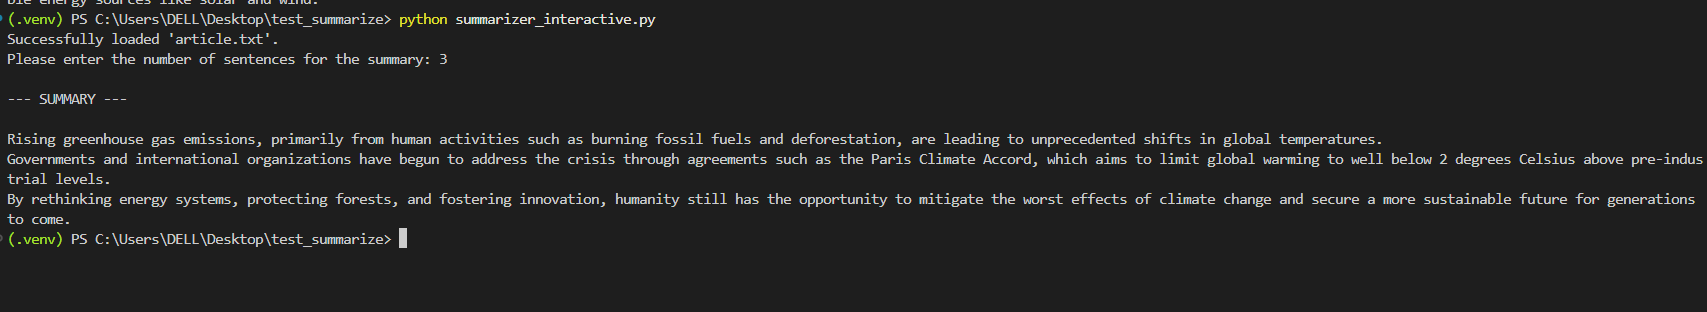 ble energy sources like solar and wind.
(.venv) PS C:\Users\DELL\Desktop\test_summarize> python summarizer_interactive.py
Successfully loaded 'article.txt'.
Please enter the number of sentences for the summary: 3
--- SUMMARY ---
Rising greenhouse gas emissions, primarily from human activities such as burning fossil fuels and deforestation, are leading to unprecedented shifts in global temperatures.
Governments and international organizations have begun to address the crisis through agreements such as the Paris Climate Accord, which aims to limit global warming to well below 2 degrees Celsius above pre-indus
trial levels.
By rethinking energy systems, protecting forests, and fostering innovation, humanity still has the opportunity to mitigate the worst effects of climate change and secure a more sustainable future for generations
to come.
(.venv) PS C:\Users\DELL\Desktop\test_summarize>